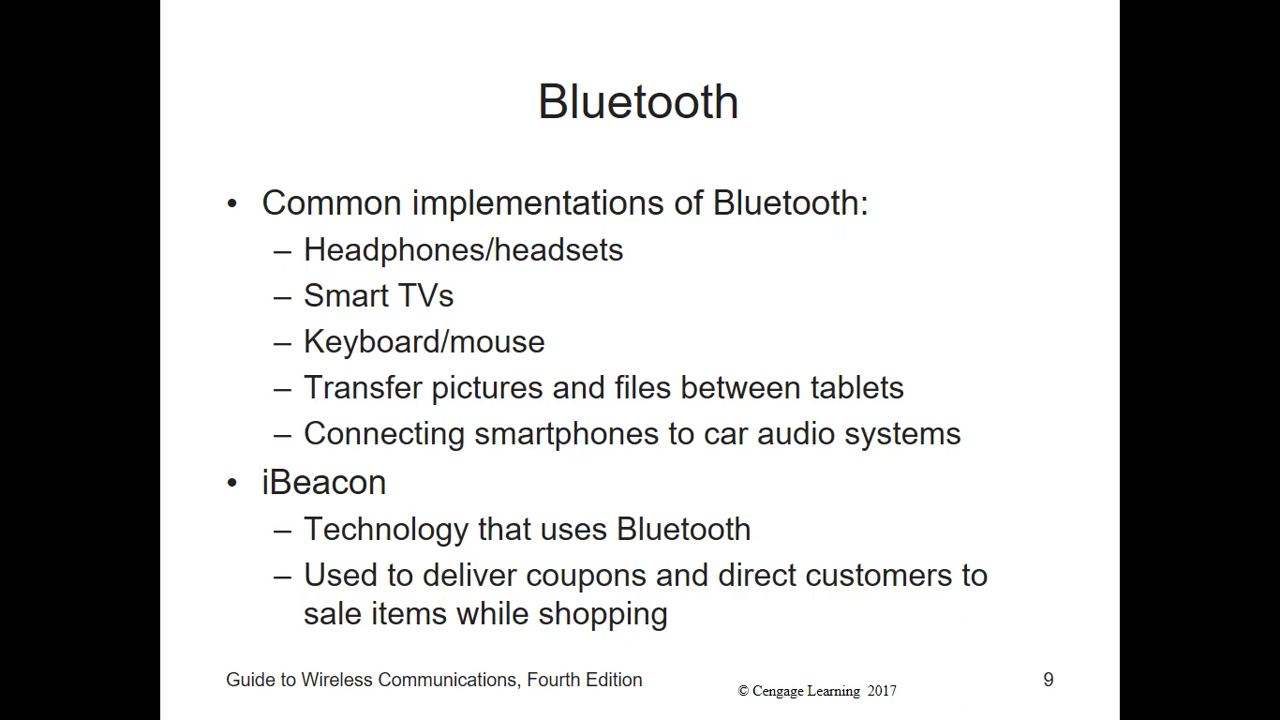 Bluetooth
• Common implementations of Bluetooth:
– Headphones/headsets
– Smart TVs
– Keyboard/mouse
– Transfer pictures and files between tablets
– Connecting smartphones to car audio systems
• iBeacon
– Technology that uses Bluetooth
– Used to deliver coupons and direct customers to
sale items while shopping
Guide to Wireless Communications, Fourth Edition
© Cengage Learning 2017
9